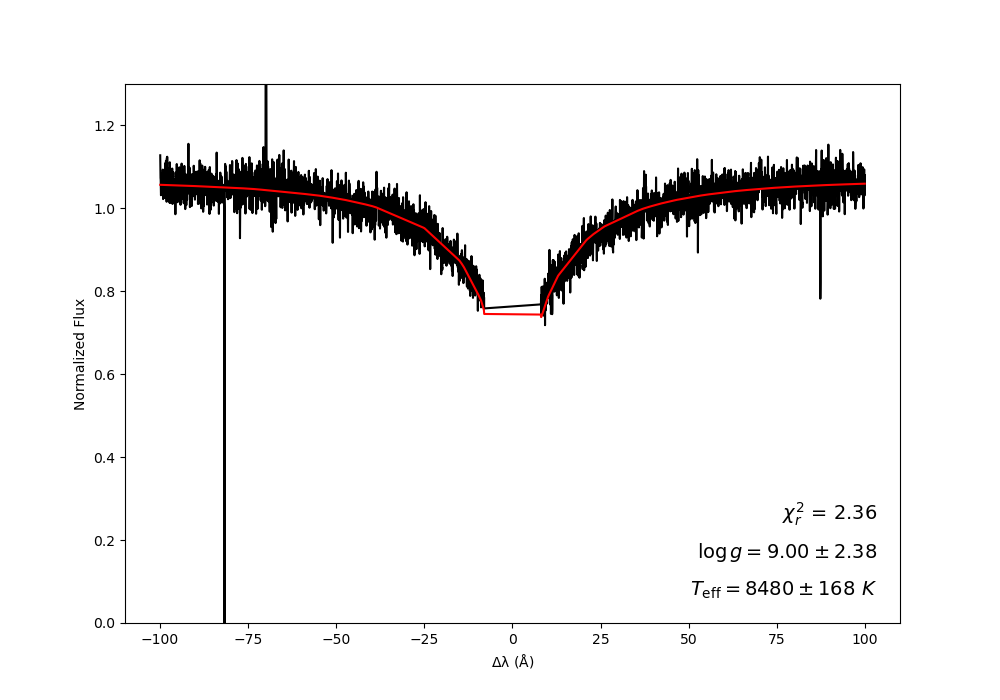 1.2
1.0
0.8
0.6
0.4
0.2
0.0
Normalized Flux
χ²ᵣ = 2.36
log g = 9.00 ± 2.38
T_eff = 8480 ± 168 K
−100 −75 −50 −25 0 25 50 75 100
Δλ (Å)